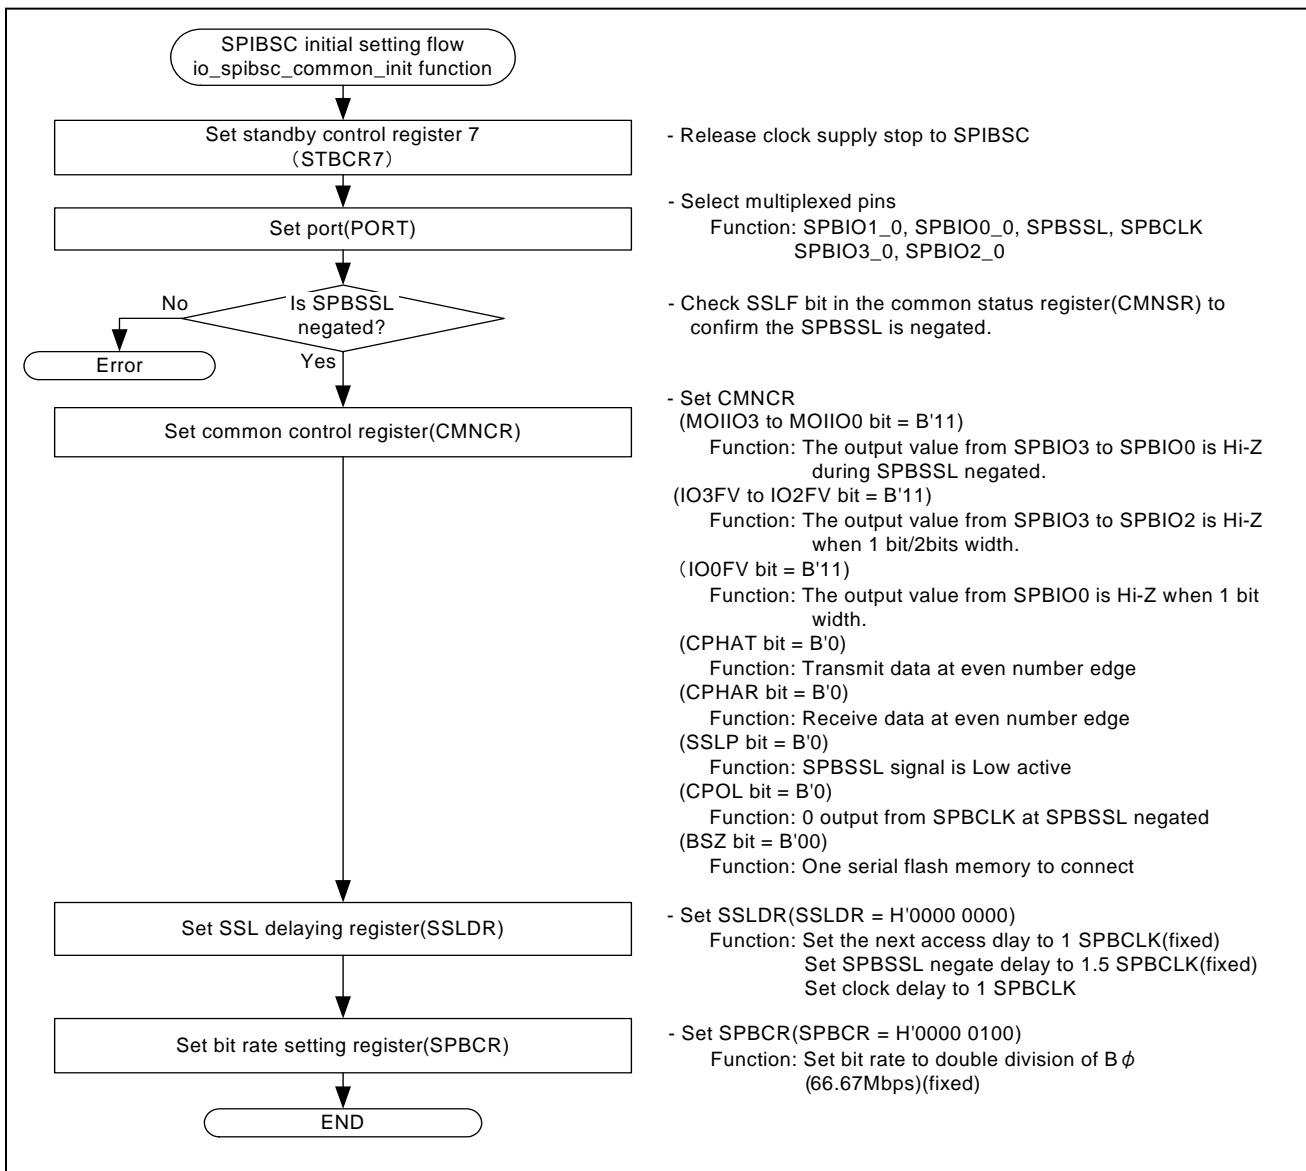 SPIBSC initial setting flow
io_spibsc_common_init function
Set standby control register 7
（STBCR7）
- Release clock supply stop to SPIBSC
Set port(PORT)
- Select multiplexed pins
Function: SPBIO1_0, SPBIO0_0, SPBSSL, SPBCLK
SPBIO3_0, SPBIO2_0
No
Is SPBSSL
negated?
Error
Yes
- Check SSLF bit in the common status register(CMNSR) to
confirm the SPBSSL is negated.
Set common control register(CMNCR)
- Set CMNCR
(MOIIO3 to MOIIO0 bit = B'11)
Function: The output value from SPBIO3 to SPBIO0 is Hi-Z
during SPBSSL negated.
(IO3FV to IO2FV bit = B'11)
Function: The output value from SPBIO3 to SPBIO2 is Hi-Z
when 1 bit/2bits width.
（IO0FV bit = B'11)
Function: The output value from SPBIO0 is Hi-Z when 1 bit
width.
(CPHAT bit = B'0)
Function: Transmit data at even number edge
(CPHAR bit = B'0)
Function: Receive data at even number edge
(SSLP bit = B'0)
Function: SPBSSL signal is Low active
(CPOL bit = B'0)
Function: 0 output from SPBCLK at SPBSSL negated
(BSZ bit = B'00)
Function: One serial flash memory to connect
Set SSL delaying register(SSLDR)
- Set SSLDR(SSLDR = H'0000 0000)
Function: Set the next access dlay to 1 SPBCLK(fixed)
Set SPBSSL negate delay to 1.5 SPBCLK(fixed)
Set clock delay to 1 SPBCLK
Set bit rate setting register(SPBCR)
- Set SPBCR(SPBCR = H'0000 0100)
Function: Set bit rate to double division of Bφ
(66.67Mbps)(fixed)
END